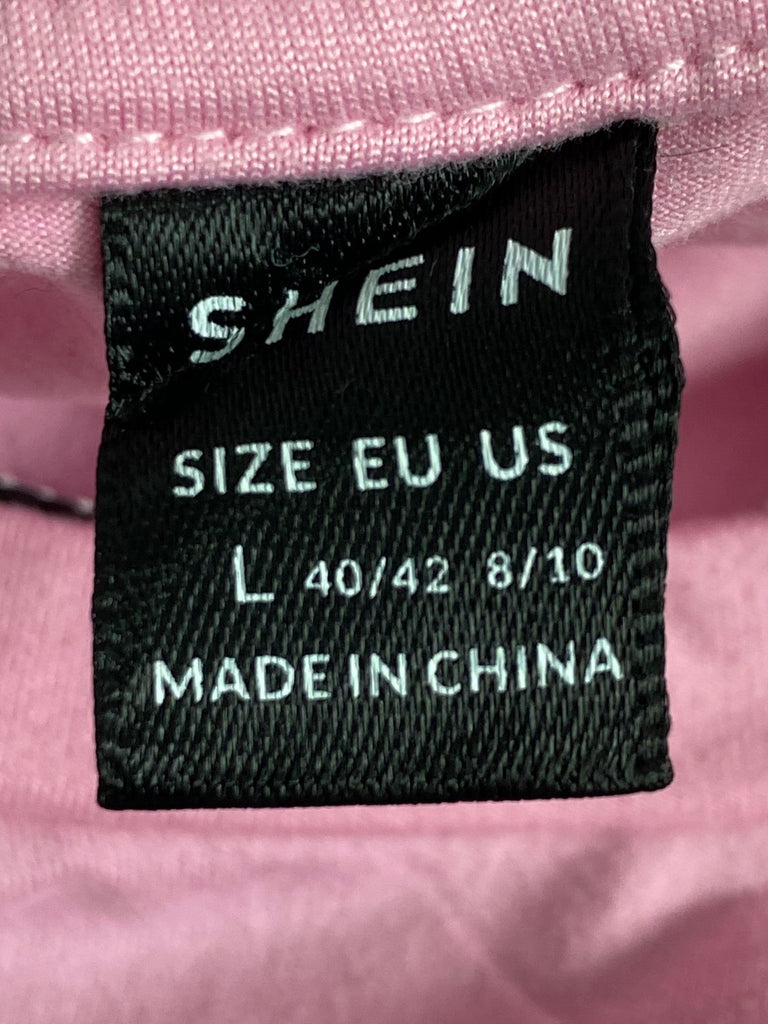 SHEIN
SIZE EU US
L 40/42 8/10
MADE IN CHINA